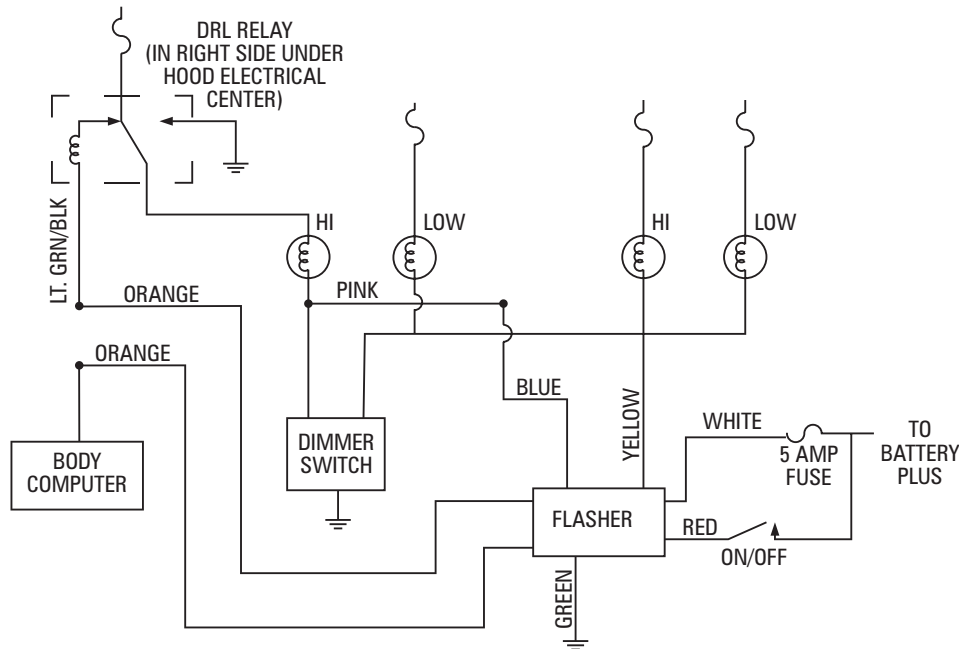 DRL RELAY
(IN RIGHT SIDE UNDER
HOOD ELECTRICAL
CENTER)
HI
LOW
HI
LOW
LT. GRN/BLK
ORANGE
PINK
ORANGE
BLUE
YELLOW
WHITE
5 AMP
FUSE
TO
BATTERY
PLUS
BODY
COMPUTER
DIMMER
SWITCH
FLASHER
RED
ON/OFF
GREEN